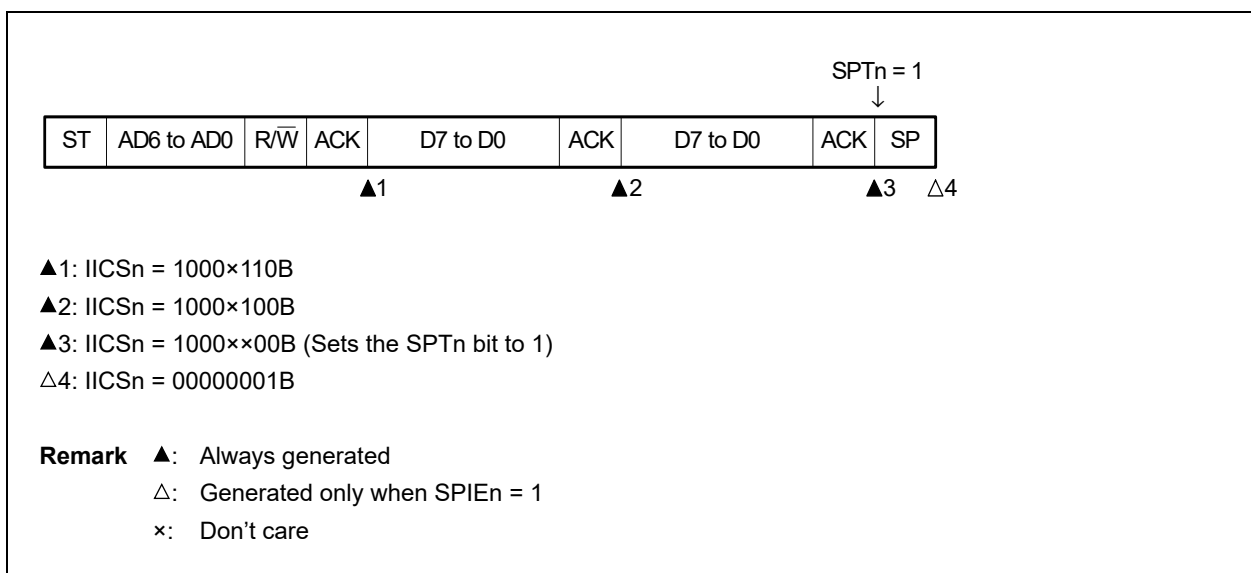 SPTn = 1
↓
ST AD6 to AD0 R/W̅ ACK D7 to D0 ACK D7 to D0 ACK SP
▲1 ▲2 ▲3 △4
▲1: IICSn = 1000×110B
▲2: IICSn = 1000×100B
▲3: IICSn = 1000××00B (Sets the SPTn bit to 1)
△4: IICSn = 00000001B
Remark ▲: Always generated
△: Generated only when SPIEn = 1
×: Don’t care